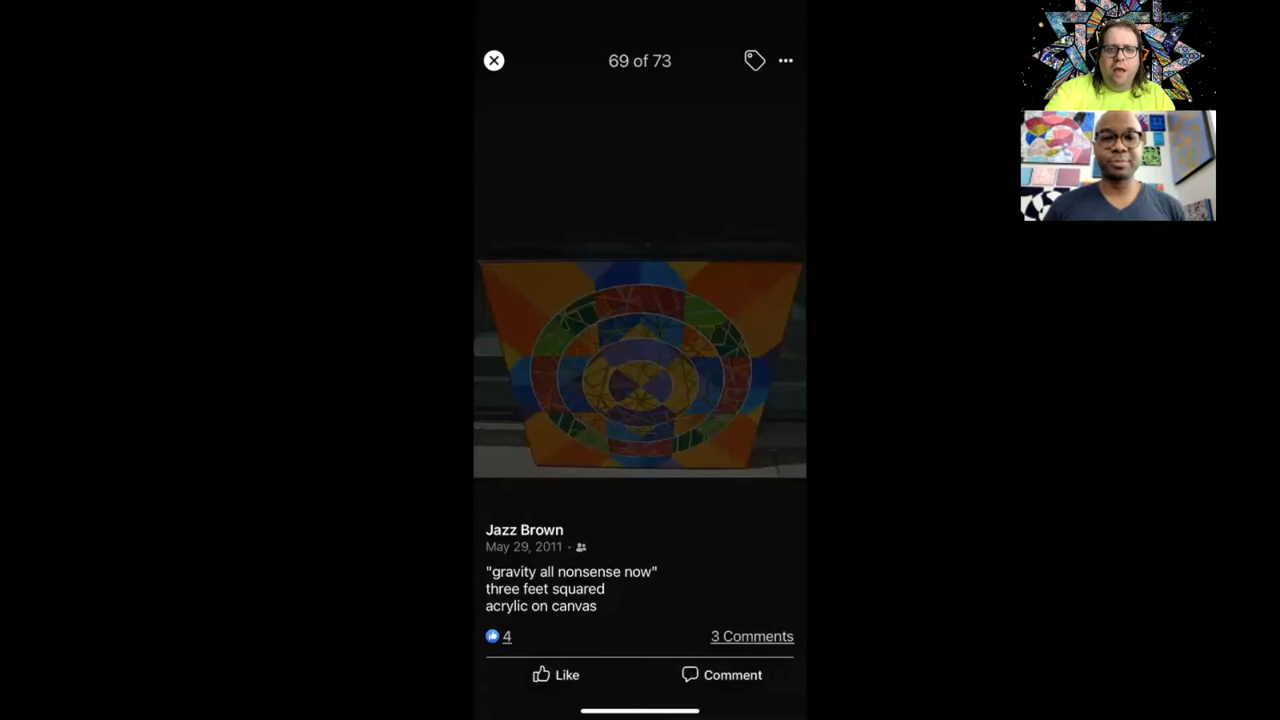 69 of 73
Jazz Brown
May 29, 2011 ·
"gravity all nonsense now"
three feet squared
acrylic on canvas
4
3 Comments
Like
Comment